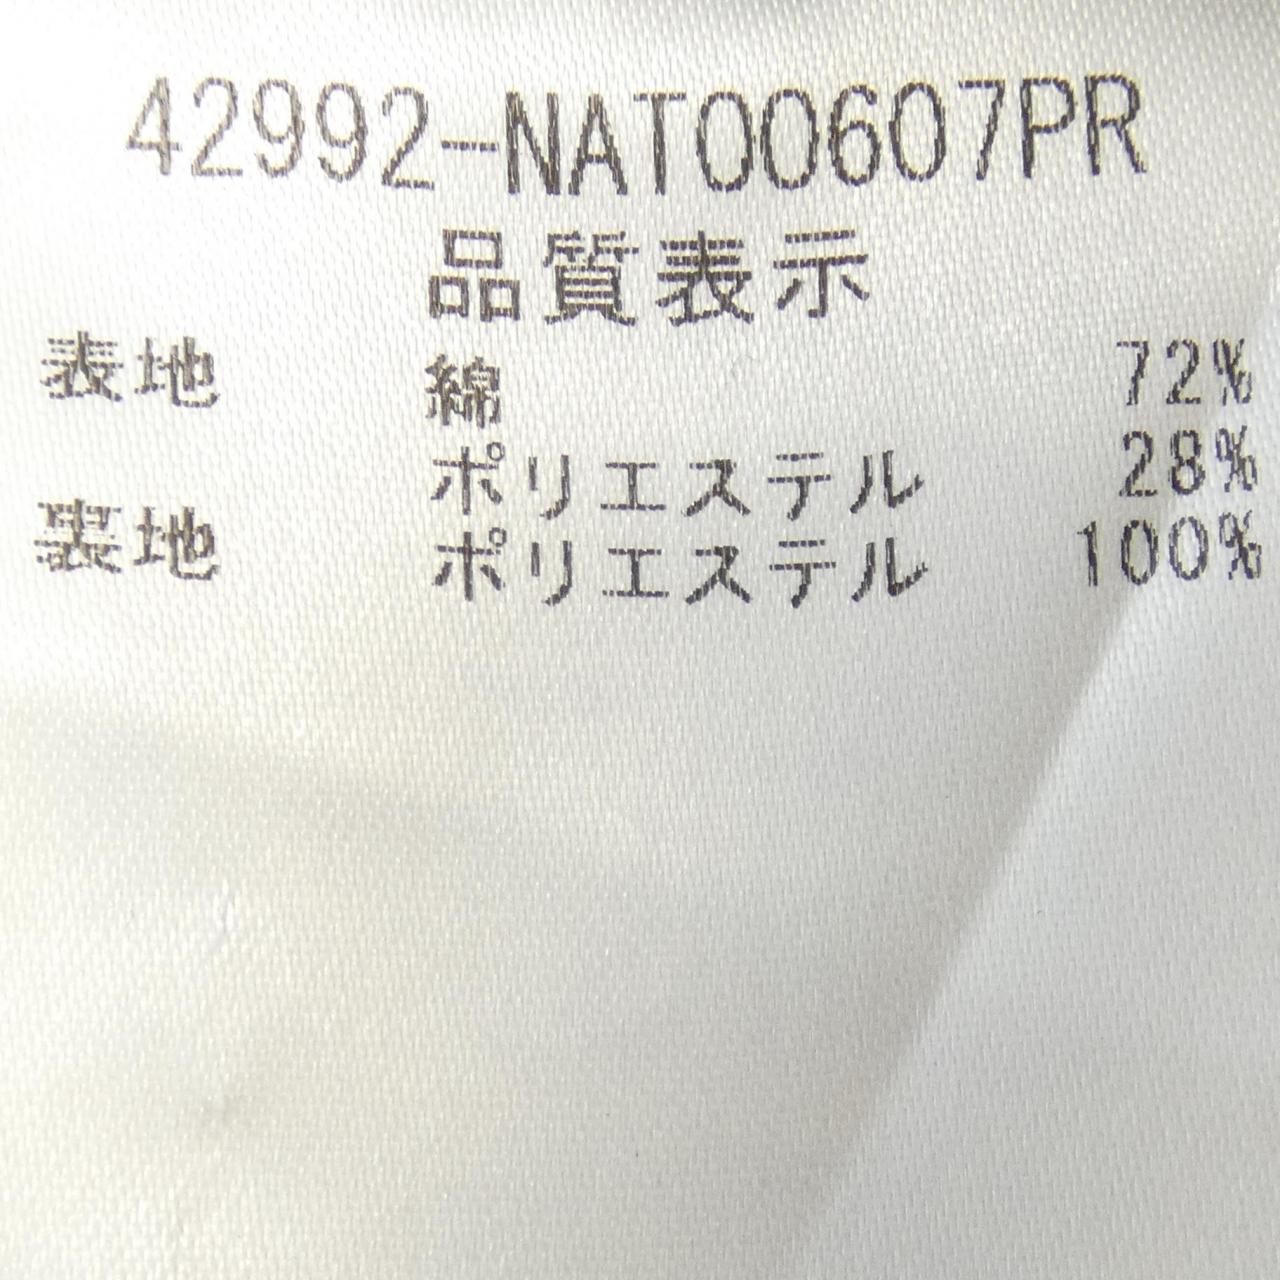 42992-NAT00607PR
品質表示
表地 綿 72%
ポリエステル 28%
裏地 ポリエステル 100%